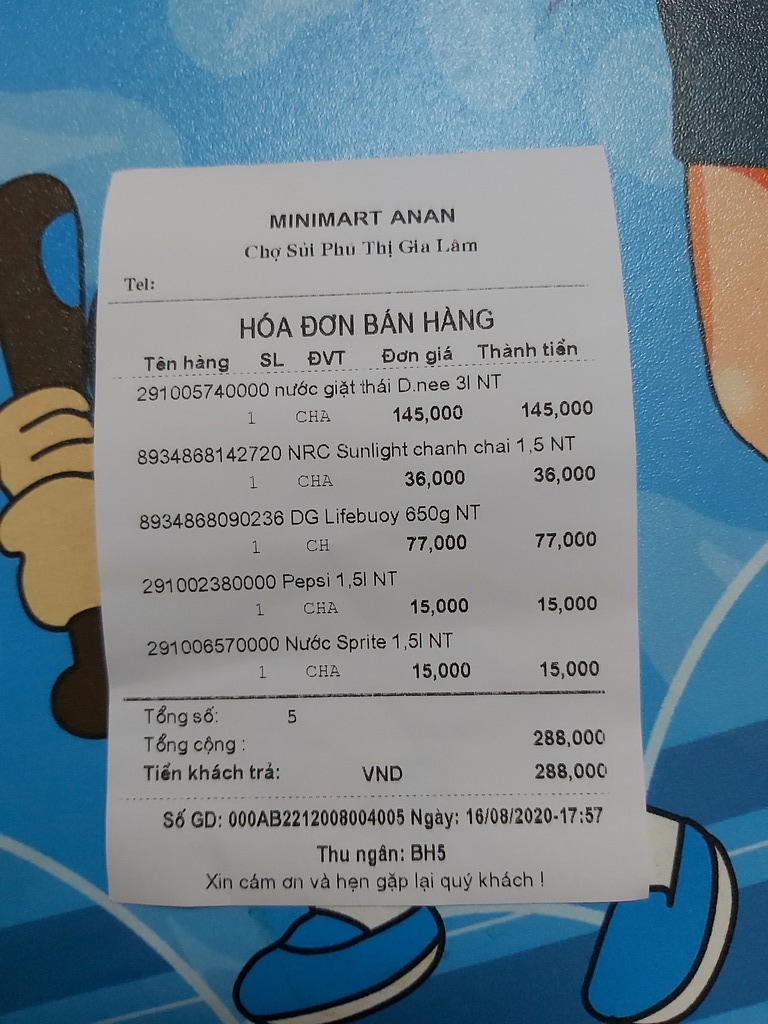 MINIMART ANAN
Chợ Sủi Phú Thị Gia Lâm
Tel:
HÓA ĐƠN BÁN HÀNG
Tên hàng SL ĐVT Đơn giá Thành tiền
291005740000 nước giặt thái D.nee 3l NT
1 CHA 145,000 145,000
8934868142720 NRC Sunlight chanh chai 1,5 NT
1 CHA 36,000 36,000
8934868090236 DG Lifebuoy 650g NT
1 CH 77,000 77,000
291002380000 Pepsi 1,5l NT
1 CHA 15,000 15,000
291006570000 Nước Sprite 1,5l NT
1 CHA 15,000 15,000
Tổng số: 5
Tổng cộng : 288,000
Tiền khách trả: VND 288,000
Số GD: 000AB2212008004005 Ngày: 16/08/2020-17:57
Thu ngân: BH5
Xin cám ơn và hẹn gặp lại quý khách !